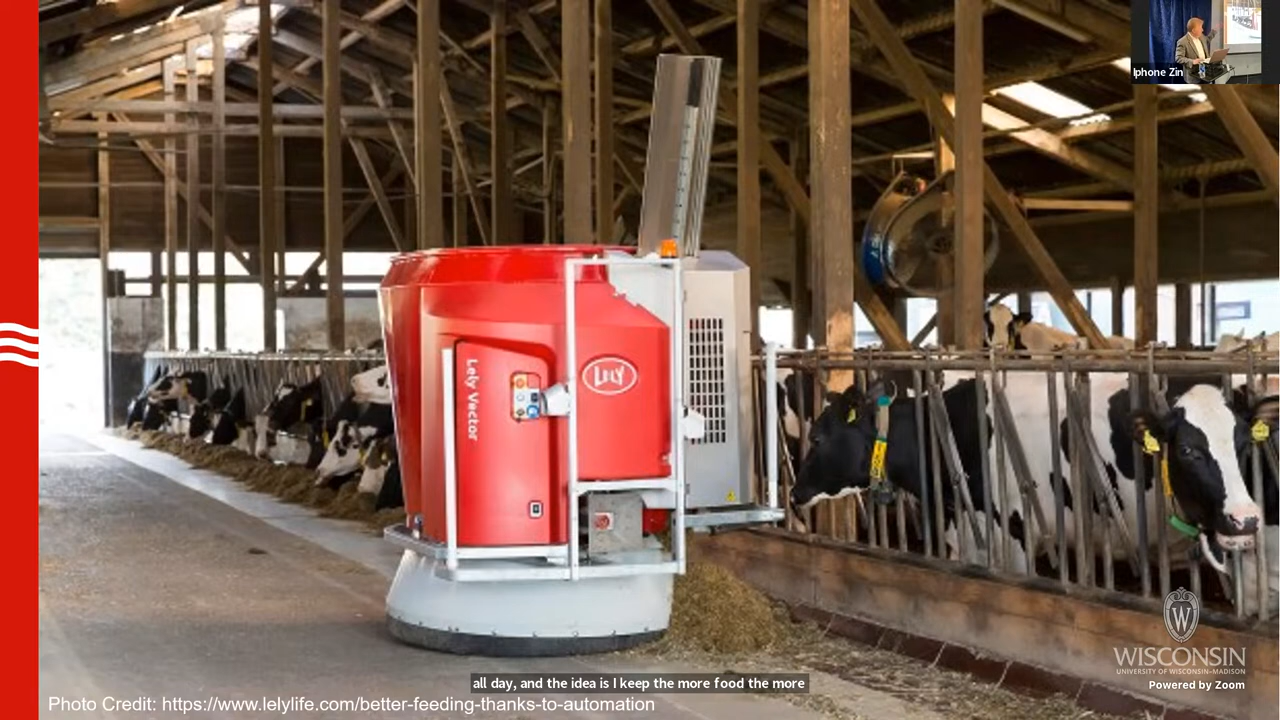 Iphone Zin
LELY
Lely Vector
W
WISCONSIN
UNIVERSITY OF WISCONSIN–MADISON
Powered by Zoom
all day, and the idea is I keep the more food the more
Photo Credit: https://www.lelylife.com/better-feeding-thanks-to-automation